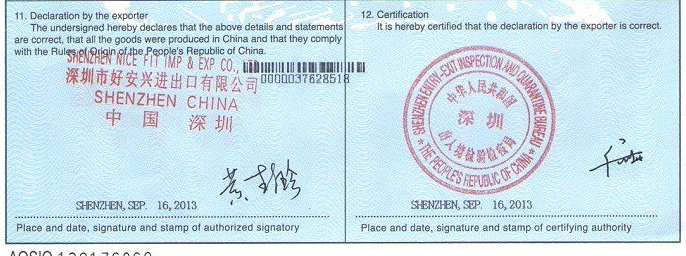 11. Declaration by the exporter
The undersigned hereby declares that the above details and statements
are correct, that all the goods were produced in China and that they comply
with the Rules of Origin of the People's Republic of China.
SHENZHEN NICE FIT IMP & EXP CO.,
0000037628518
深圳市好安兴进出口有限公司
SHENZHEN CHINA
中国 深圳
SHENZHEN, SEP. 16, 2013
Place and date, signature and stamp of authorized signatory
12. Certification
It is hereby certified that the declaration by the exporter is correct.
SHENZHEN ENTRY-EXIT INSPECTION AND QUARANTINE BUREAU
★ THE PEOPLE'S REPUBLIC OF CHINA ★
中华人民共和国
深圳
出入境检验检疫局
SHENZHEN, SEP. 16, 2013
Place and date, signature and stamp of certifying authority